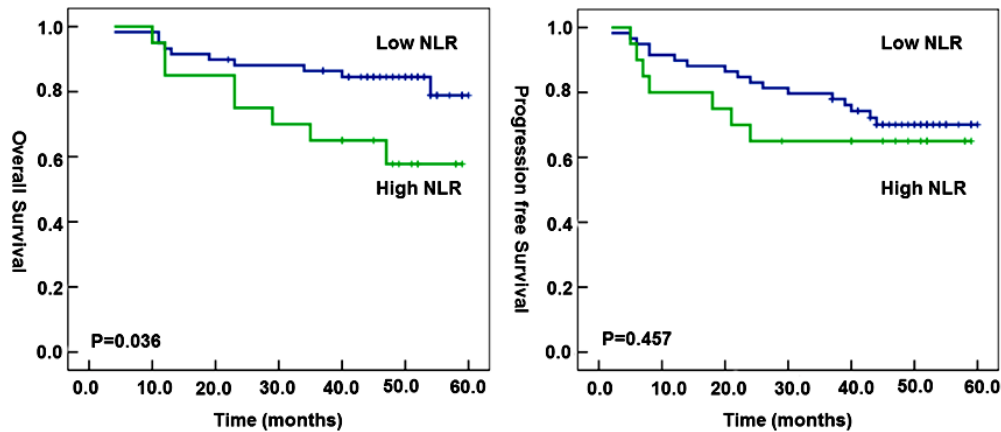 Overall Survival
1.0
0.8
0.6
0.4
0.2
0.0
Low NLR
High NLR
P=0.036
0.0 10.0 20.0 30.0 40.0 50.0 60.0
Time (months)
Progression free Survival
1.0
0.8
0.6
0.4
0.2
0.0
Low NLR
High NLR
P=0.457
0.0 10.0 20.0 30.0 40.0 50.0 60.0
Time (months)